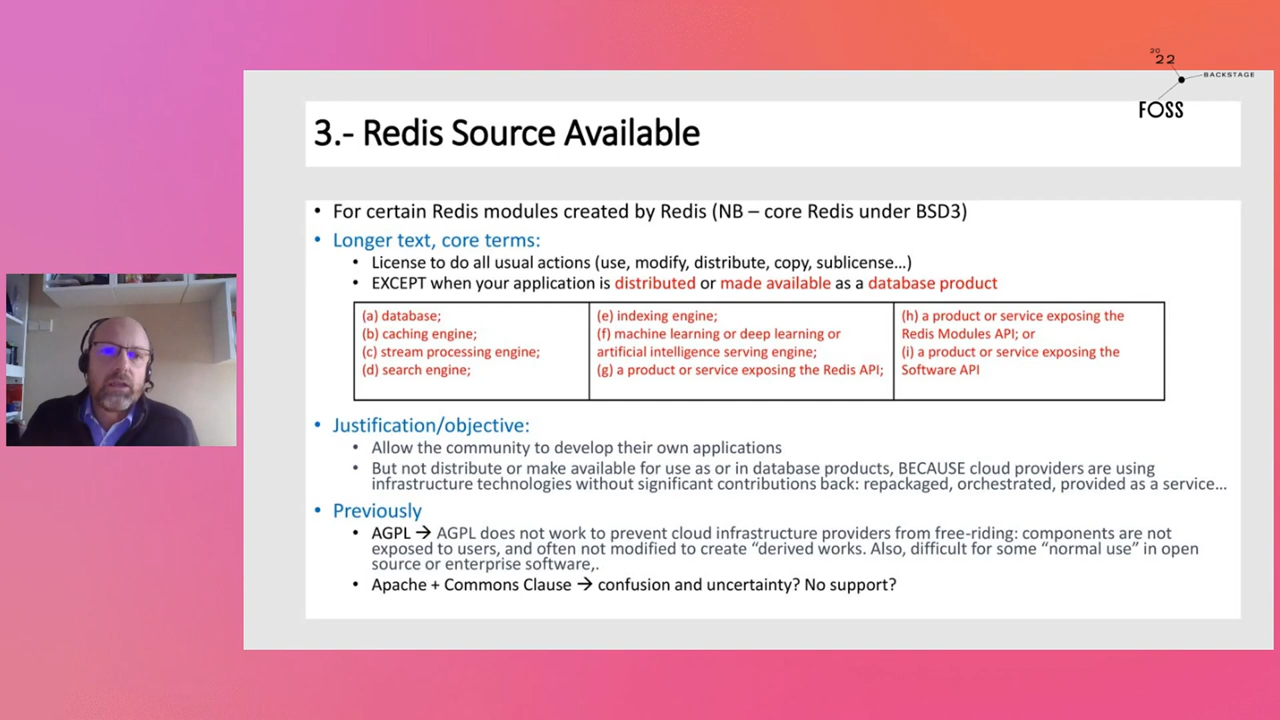 20
22
BACKSTAGE
FOSS
3.- Redis Source Available
• For certain Redis modules created by Redis (NB – core Redis under BSD3)
• Longer text, core terms:
• License to do all usual actions (use, modify, distribute, copy, sublicense…)
• EXCEPT when your application is distributed or made available as a database product
(a) database;
(b) caching engine;
(c) stream processing engine;
(d) search engine;
(e) indexing engine;
(f) machine learning or deep learning or
artificial intelligence serving engine;
(g) a product or service exposing the Redis API;
(h) a product or service exposing the
Redis Modules API; or
(i) a product or service exposing the
Software API
• Justification/objective:
• Allow the community to develop their own applications
• But not distribute or make available for use as or in database products, BECAUSE cloud providers are using
infrastructure technologies without significant contributions back: repackaged, orchestrated, provided as a service…
• Previously
• AGPL → AGPL does not work to prevent cloud infrastructure providers from free-riding: components are not
exposed to users, and often not modified to create “derived works. Also, difficult for some “normal use” in open
source or enterprise software,.
• Apache + Commons Clause → confusion and uncertainty? No support?